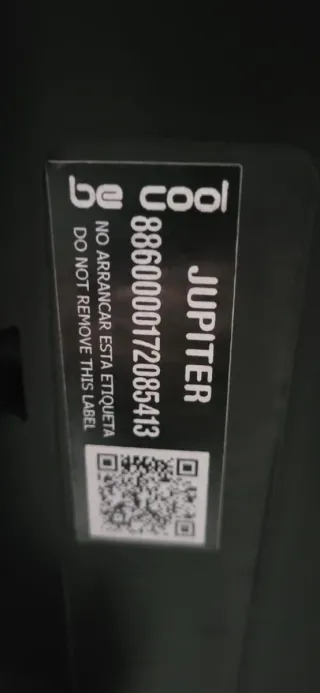 be cool
JUPITER
8860000172085413
NO ARRANCAR ESTA ETIQUETA
DO NOT REMOVE THIS LABEL